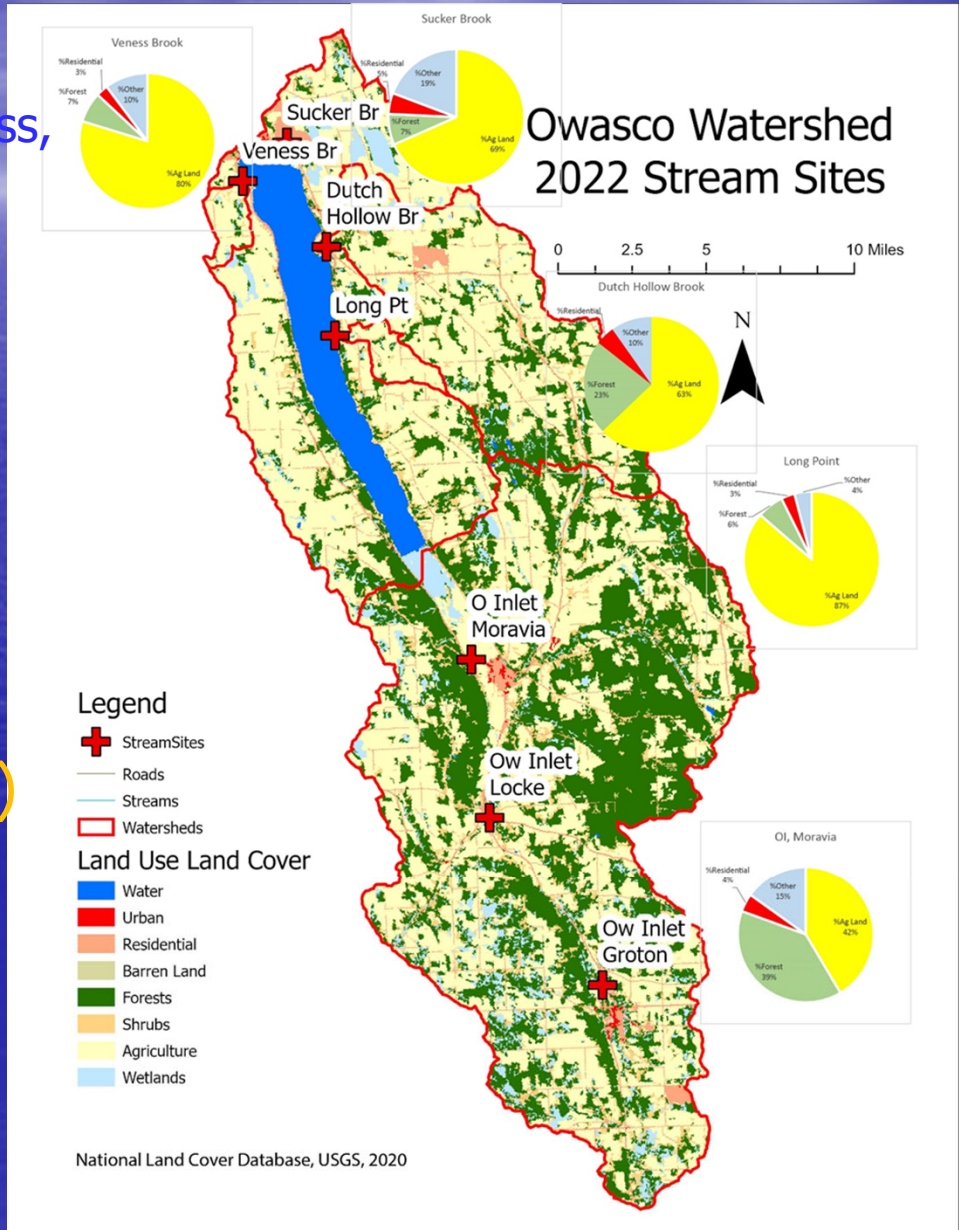 ss,
)
Sucker Brook
%Residential
5%
%Other
19%
%Forest
7%
%Ag Land
69%
Veness Brook
%Residential
3%
%Forest
7%
%Other
10%
%Ag Land
80%
Owasco Watershed
2022 Stream Sites
Sucker Br
Veness Br
Dutch
Hollow Br
Long Pt
0 2.5 5 10 Miles
Dutch Hollow Brook
%Residential
%Other
10%
%Forest
23%
%Ag Land
63%
N
Long Point
%Residential
3%
%Other
4%
%Forest
6%
%Ag Land
87%
O Inlet
Moravia
Ow Inlet
Locke
Ow Inlet
Groton
OI, Moravia
%Residential
4%
%Other
15%
%Ag Land
42%
%Forest
39%
Legend
StreamSites
Roads
Streams
Watersheds
Land Use Land Cover
Water
Urban
Residential
Barren Land
Forests
Shrubs
Agriculture
Wetlands
National Land Cover Database, USGS, 2020